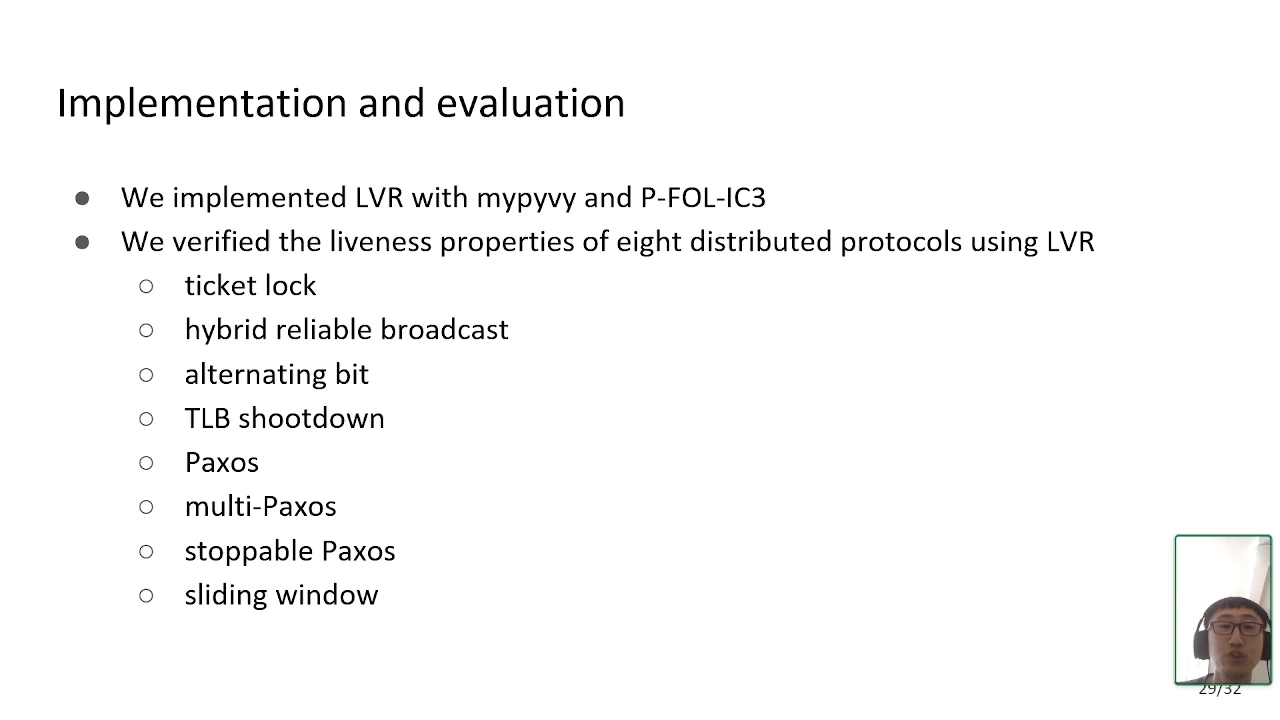 Implementation and evaluation
● We implemented LVR with mypyvy and P-FOL-IC3
● We verified the liveness properties of eight distributed protocols using LVR
○ ticket lock
○ hybrid reliable broadcast
○ alternating bit
○ TLB shootdown
○ Paxos
○ multi-Paxos
○ stoppable Paxos
○ sliding window
29/32